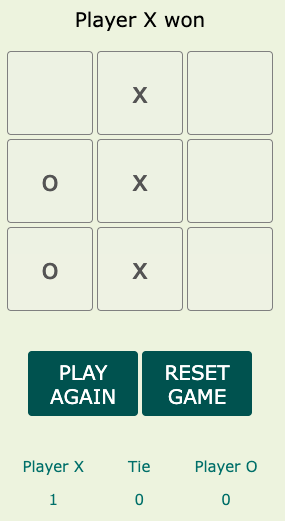 Player X won
X
O X
O X
PLAY AGAIN
RESET GAME
Player X Tie Player O
1 0 0